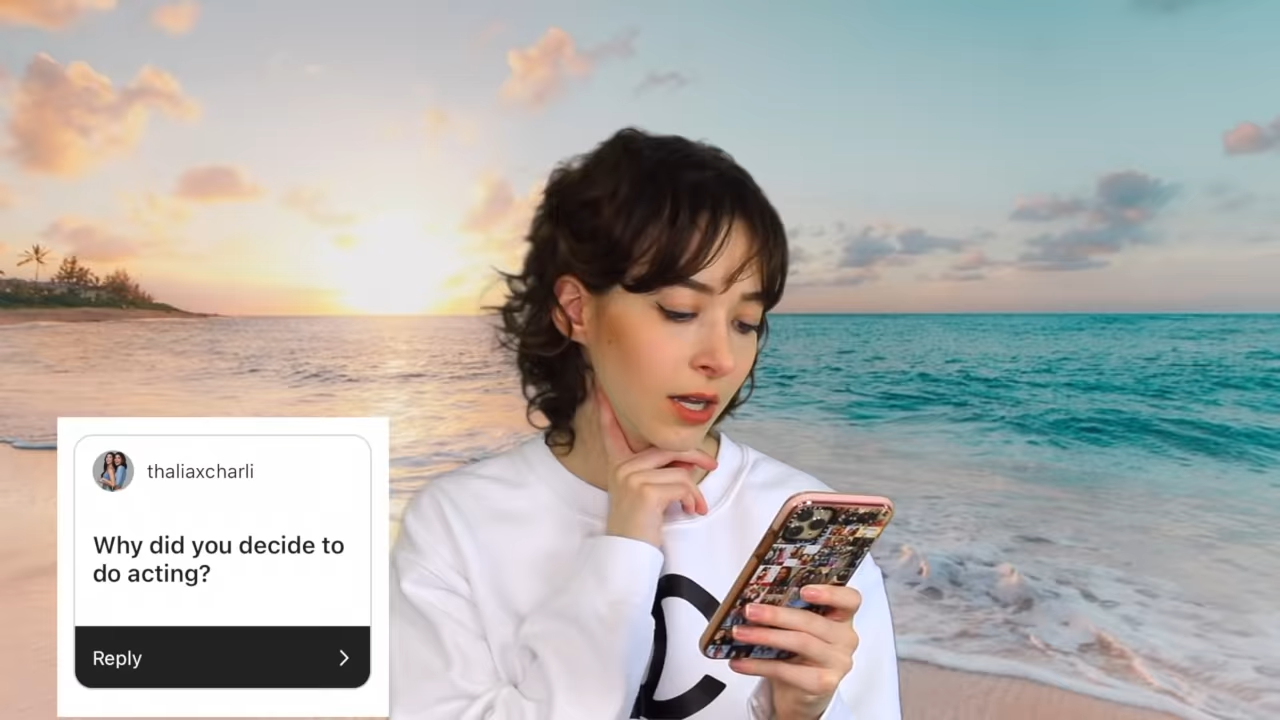 thaliaxcharli
Why did you decide to
do acting?
Reply